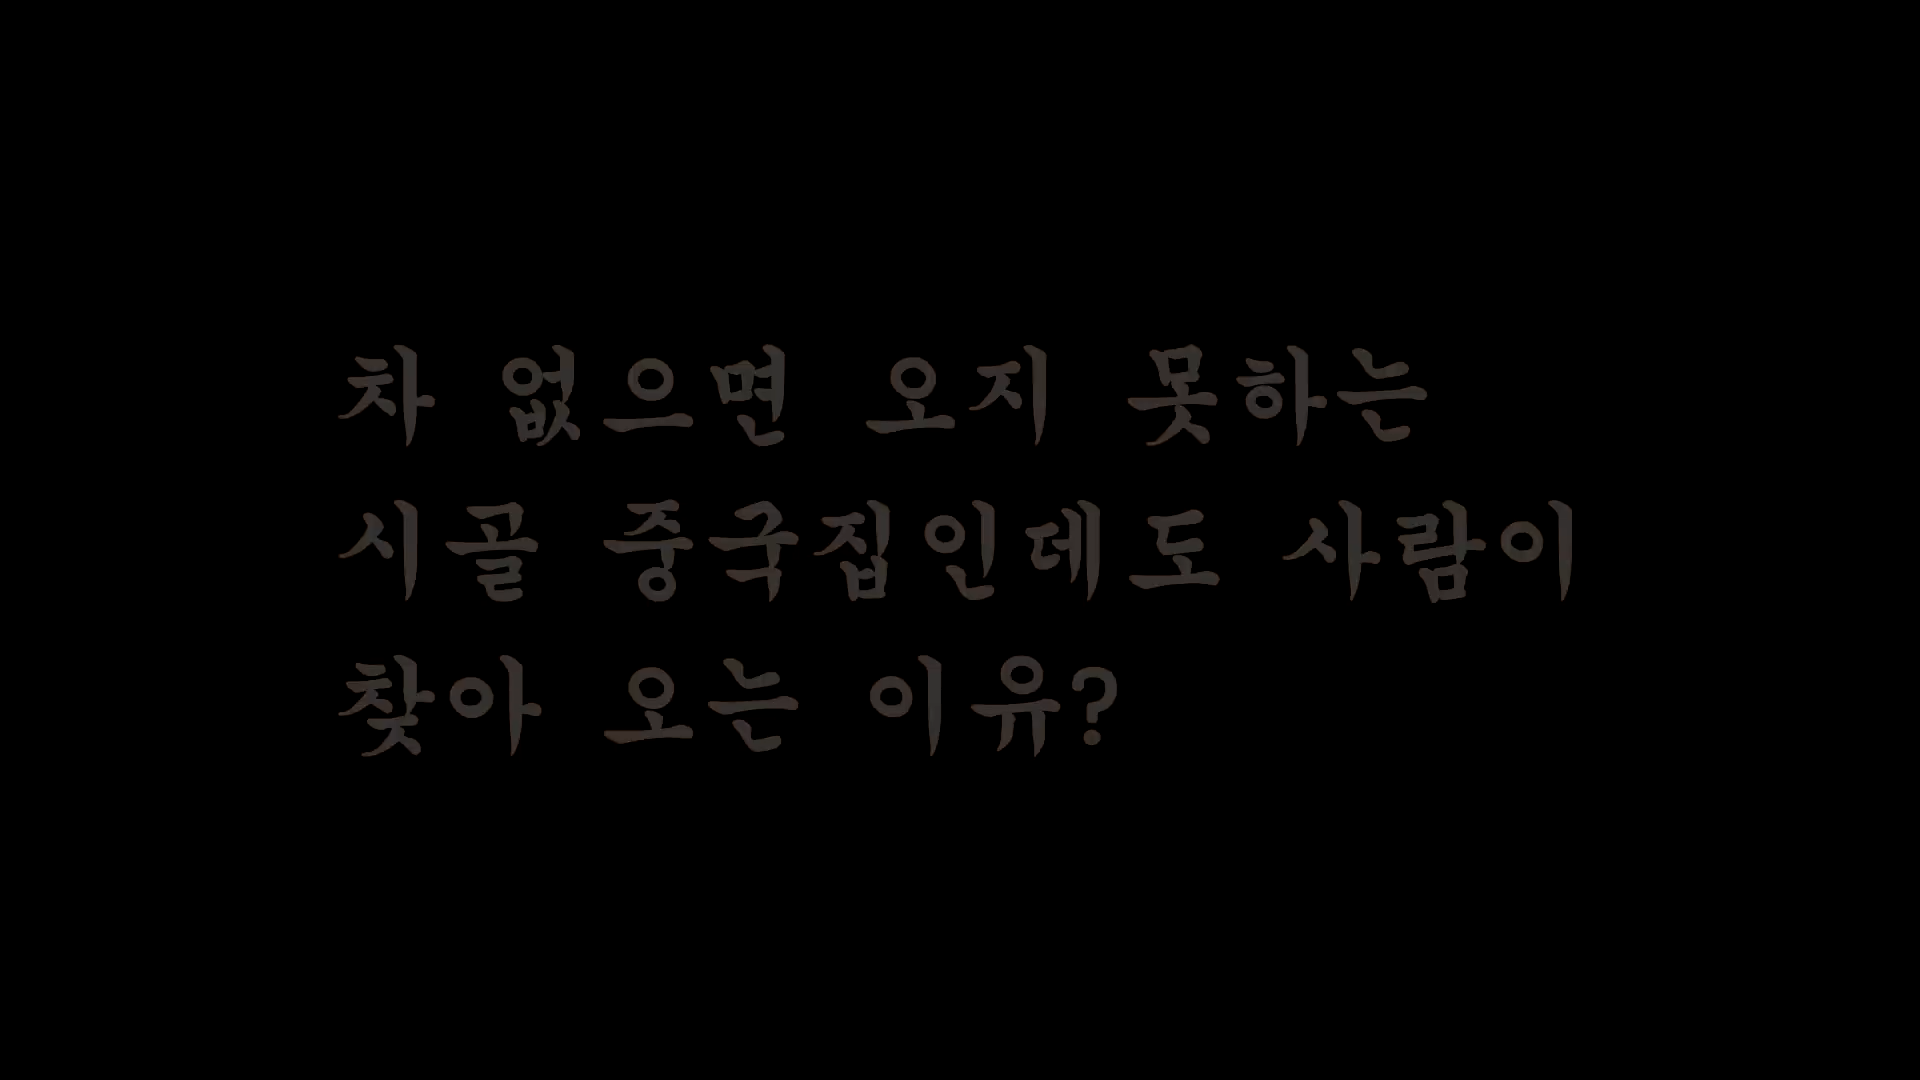 차 없으면 오지 못하는
시골 중국집인데도 사람이
찾아 오는 이유?